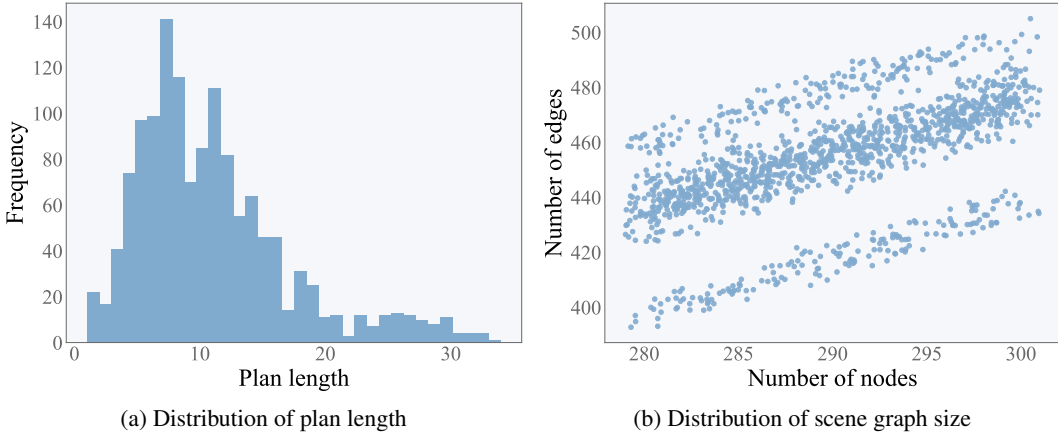 140
120
100
80
60
40
20
0
Frequency
0 10 20 30
Plan length
(a) Distribution of plan length
500
480
460
440
420
400
Number of edges
280 285 290 295 300
Number of nodes
(b) Distribution of scene graph size